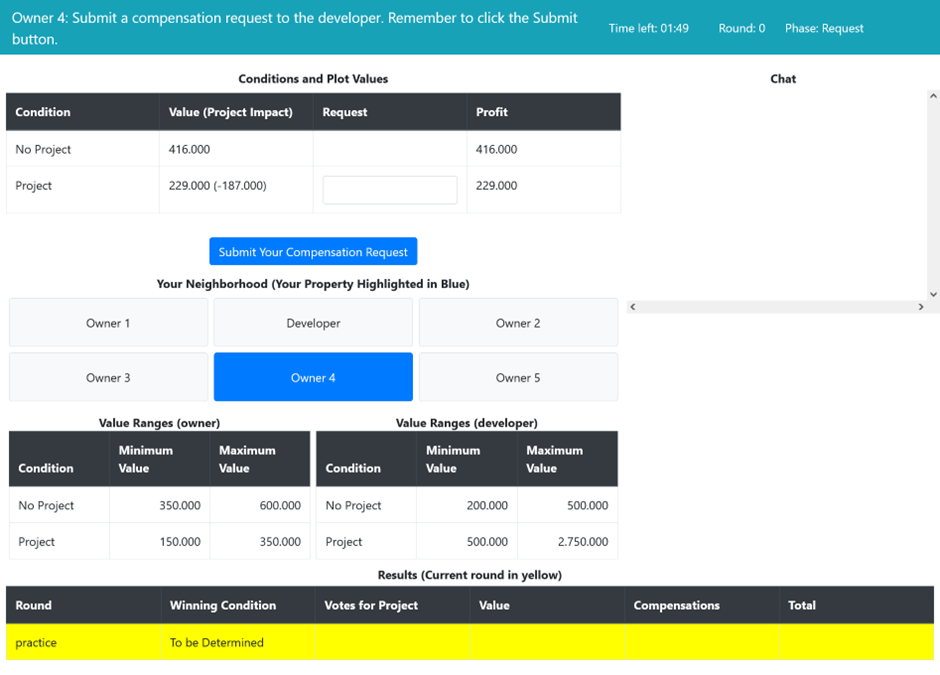 Owner 4: Submit a compensation request to the developer. Remember to click the Submit
button.
Time left: 01:49 Round: 0 Phase: Request
Conditions and Plot Values
Chat
Condition Value (Project Impact) Request Profit
No Project 416.000 416.000
Project 229.000 (-187.000) 229.000
Submit Your Compensation Request
Your Neighborhood (Your Property Highlighted in Blue)
Owner 1 Developer Owner 2
Owner 3 Owner 4 Owner 5
Value Ranges (owner)
Condition Minimum Value Maximum Value
No Project 350.000 600.000
Project 150.000 350.000
Value Ranges (developer)
Condition Minimum Value Maximum Value
No Project 200.000 500.000
Project 500.000 2.750.000
Results (Current round in yellow)
Round Winning Condition Votes for Project Value Compensations Total
practice To be Determined